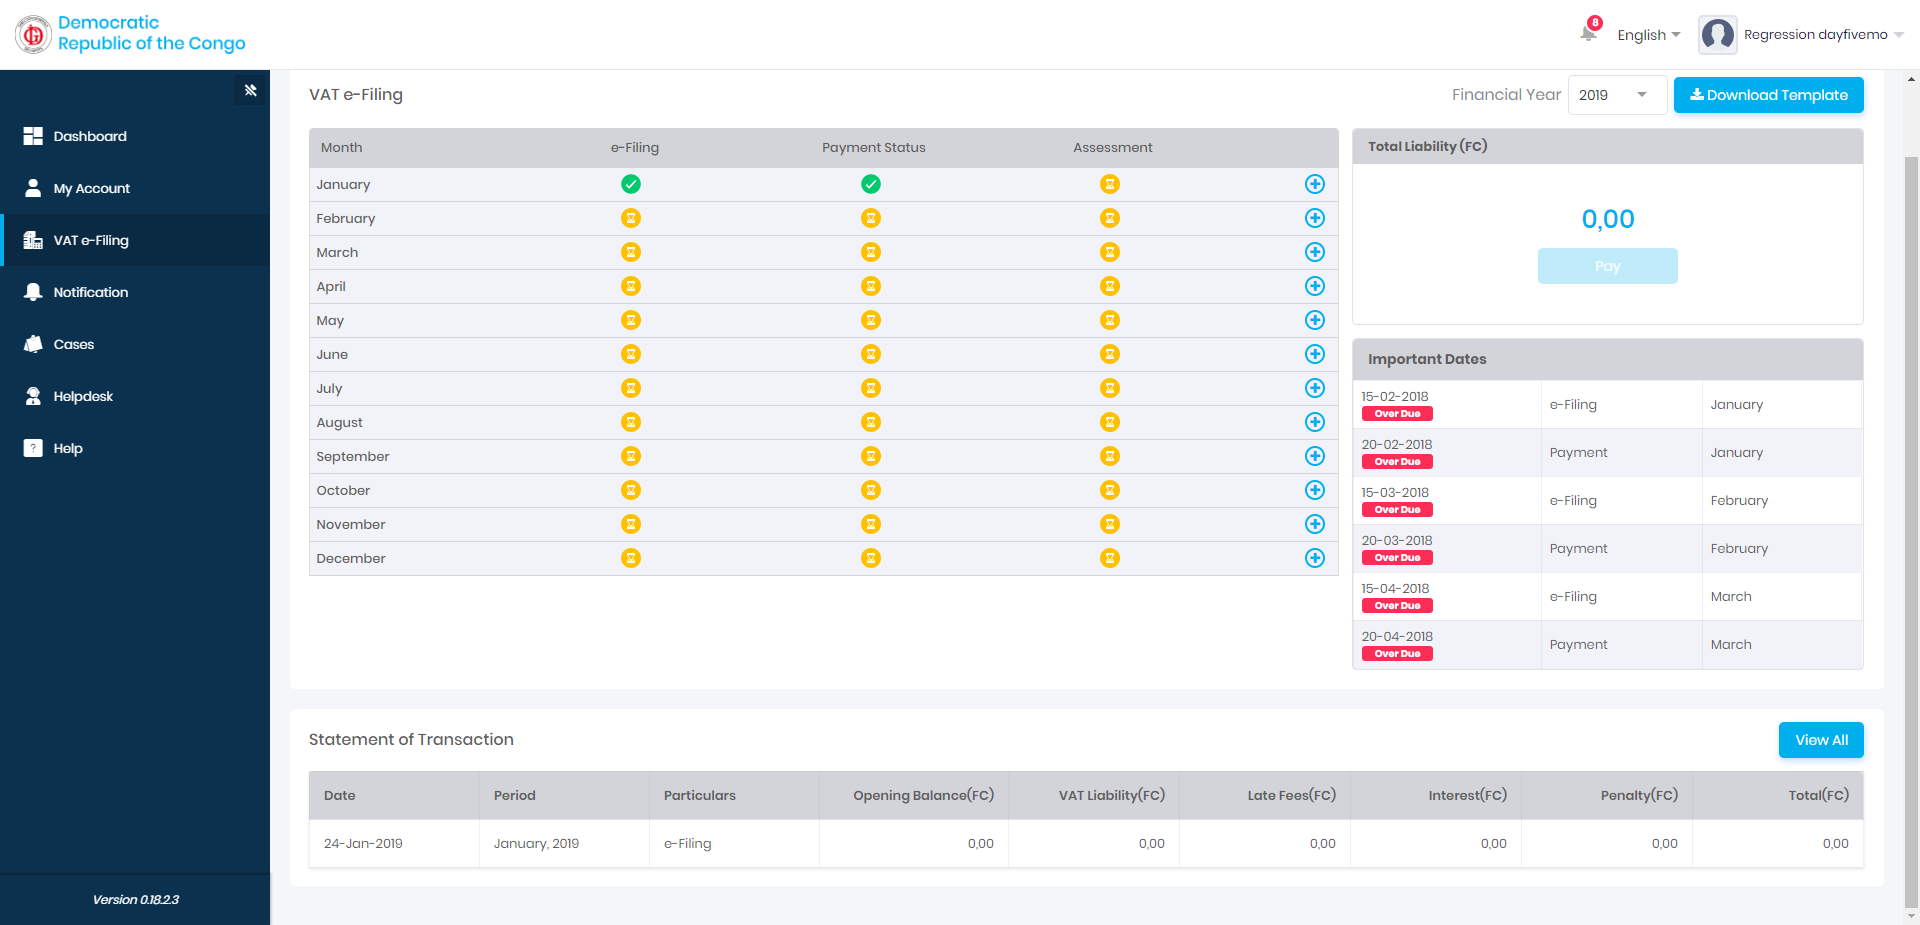 Democratic
Republic of the Congo
8
English
Regression dayfivemo
Dashboard
My Account
VAT e-Filing
Notification
Cases
Helpdesk
Help
Version 0.18.2.3
VAT e-Filing
Financial Year 2019 Download Template
Month e-Filing Payment Status Assessment
January
February
March
April
May
June
July
August
September
October
November
December
Total Liability (FC)
0,00
Pay
Important Dates
15-02-2018 Over Due e-Filing January
20-02-2018 Over Due Payment January
15-03-2018 Over Due e-Filing February
20-03-2018 Over Due Payment February
15-04-2018 Over Due e-Filing March
20-04-2018 Over Due Payment March
Statement of Transaction
View All
Date Period Particulars Opening Balance(FC) VAT Liability(FC) Late Fees(FC) Interest(FC) Penalty(FC) Total(FC)
24-Jan-2019 January, 2019 e-Filing 0,00 0,00 0,00 0,00 0,00 0,00